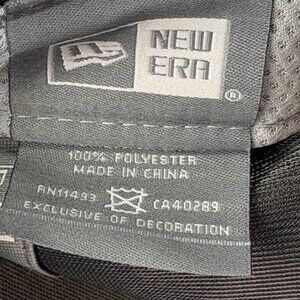 NEW
ERA
®
100% POLYESTER
MADE IN CHINA
RN11493 CA40289
EXCLUSIVE OF DECORATION